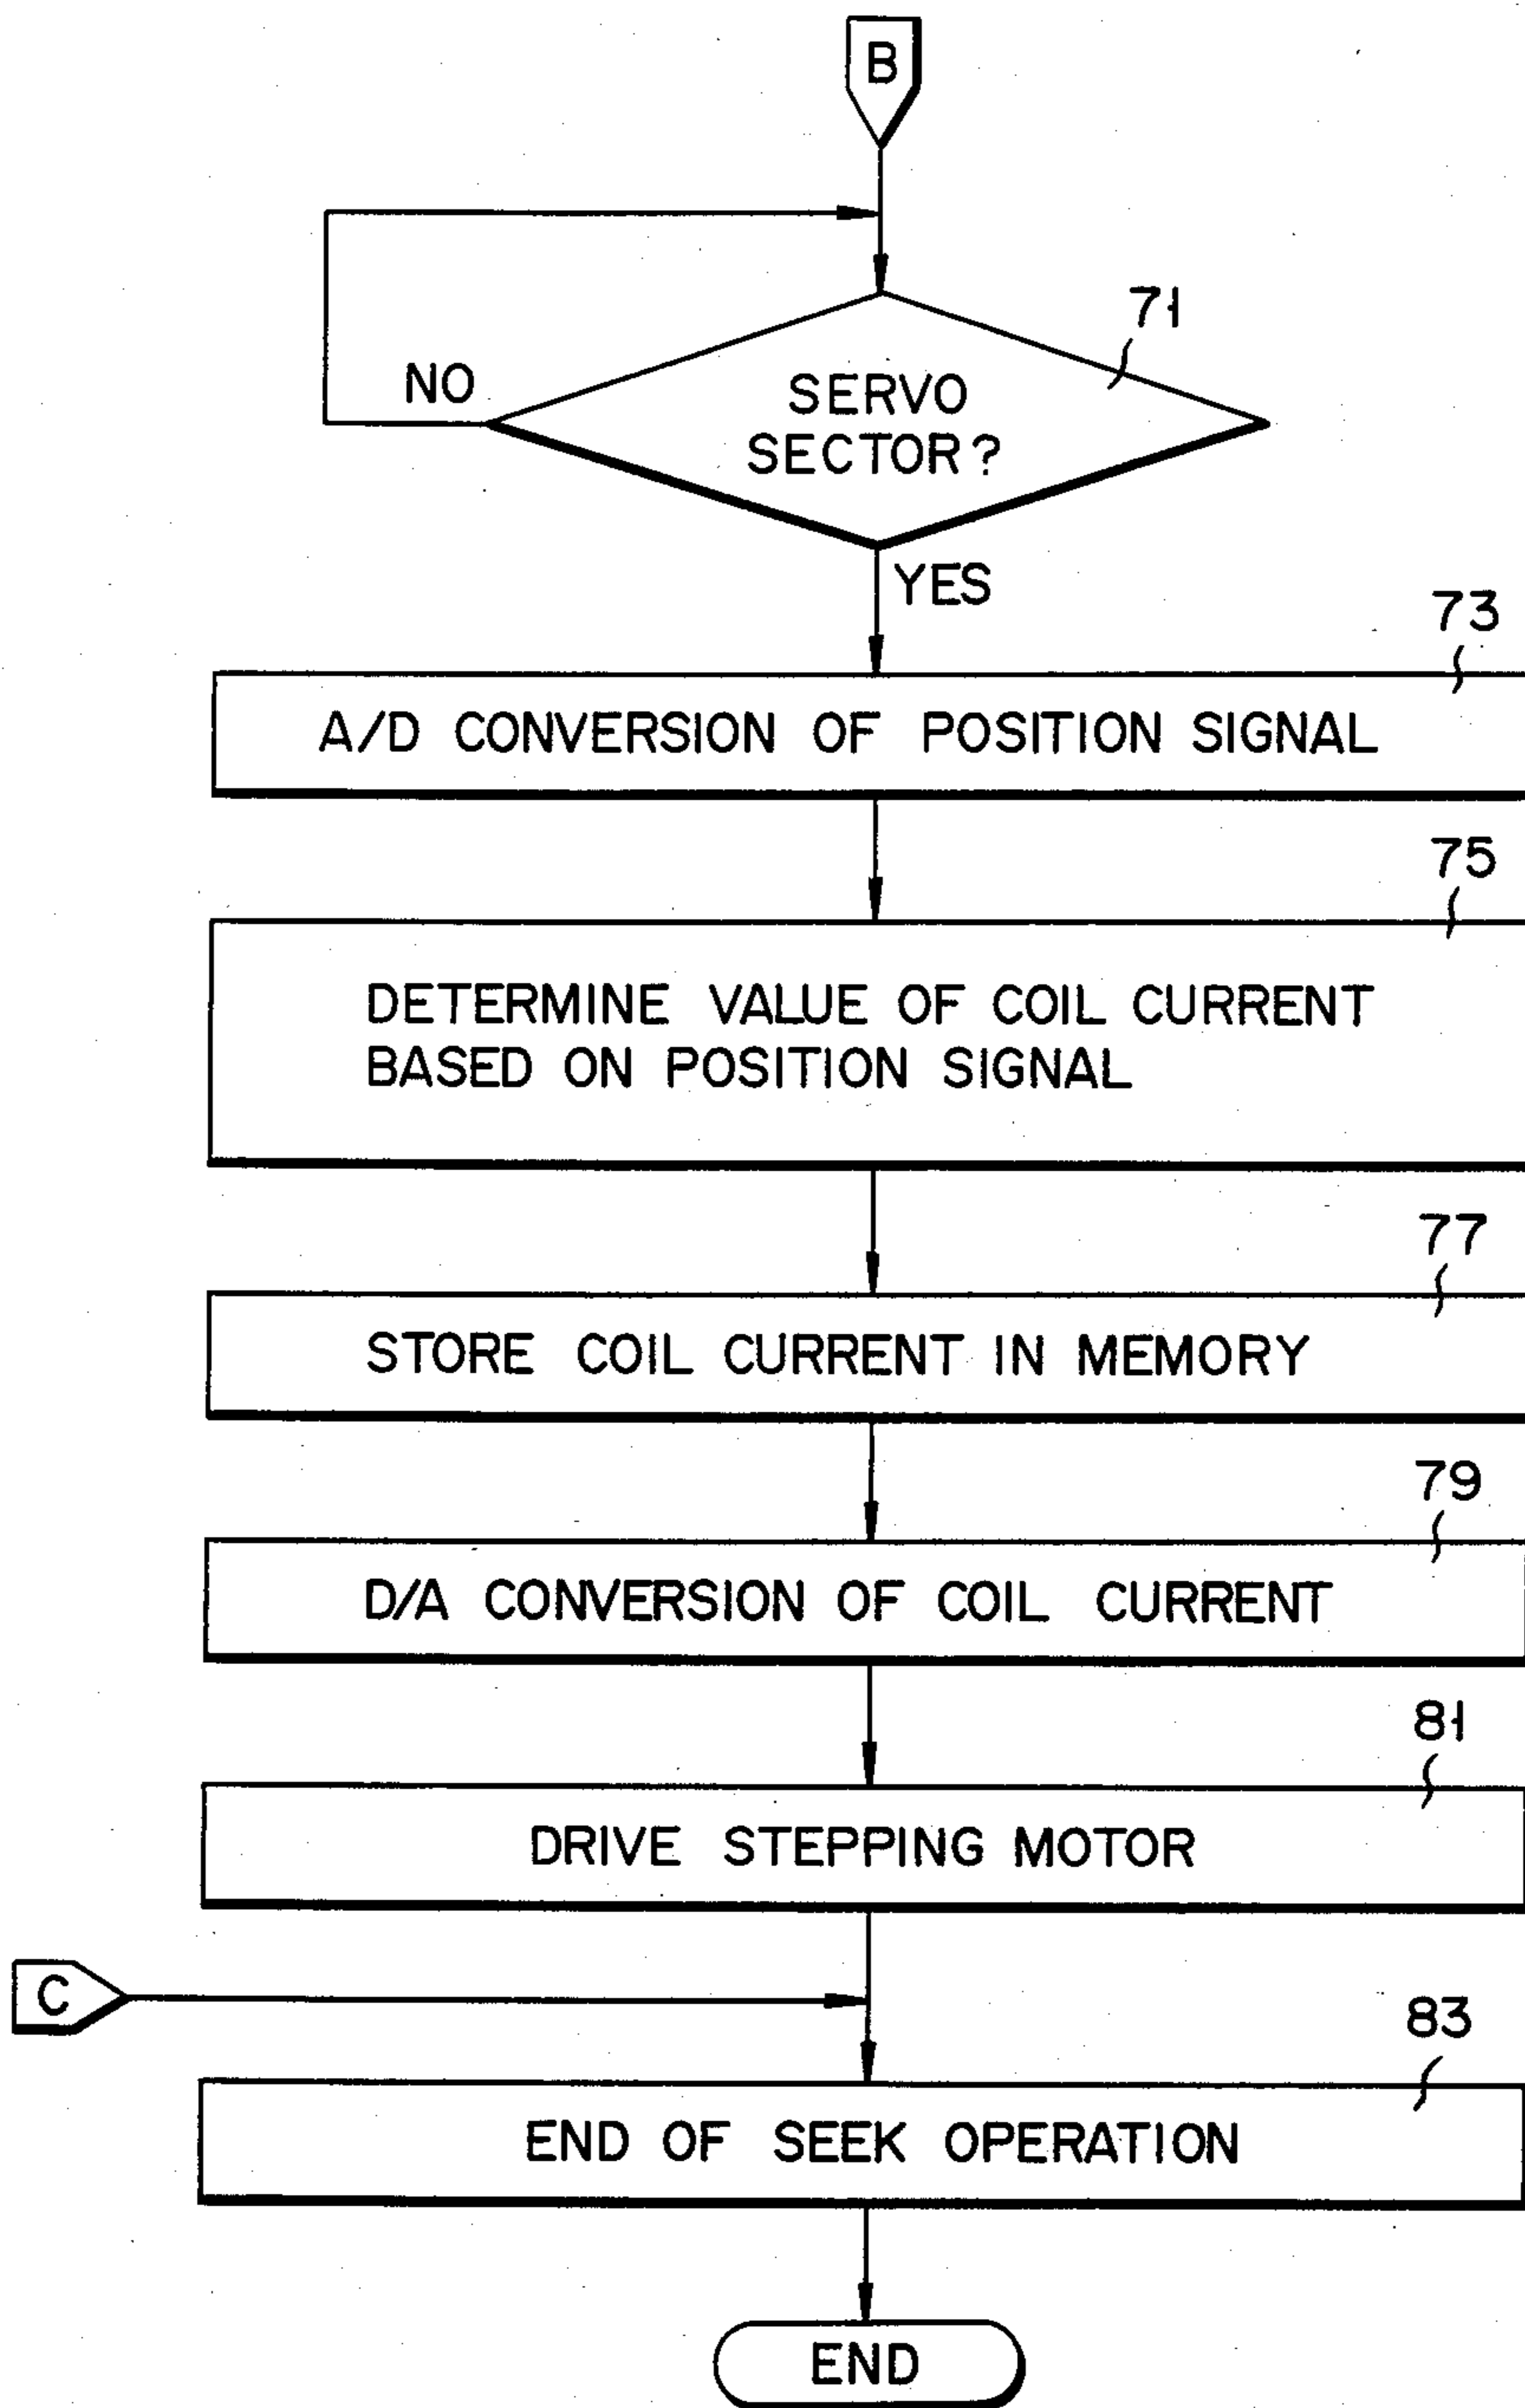 B
71
NO
SERVO
SECTOR?
YES
73
A/D CONVERSION OF POSITION SIGNAL
75
DETERMINE VALUE OF COIL CURRENT
BASED ON POSITION SIGNAL
77
STORE COIL CURRENT IN MEMORY
79
D/A CONVERSION OF COIL CURRENT
81
DRIVE STEPPING MOTOR
C
83
END OF SEEK OPERATION
END